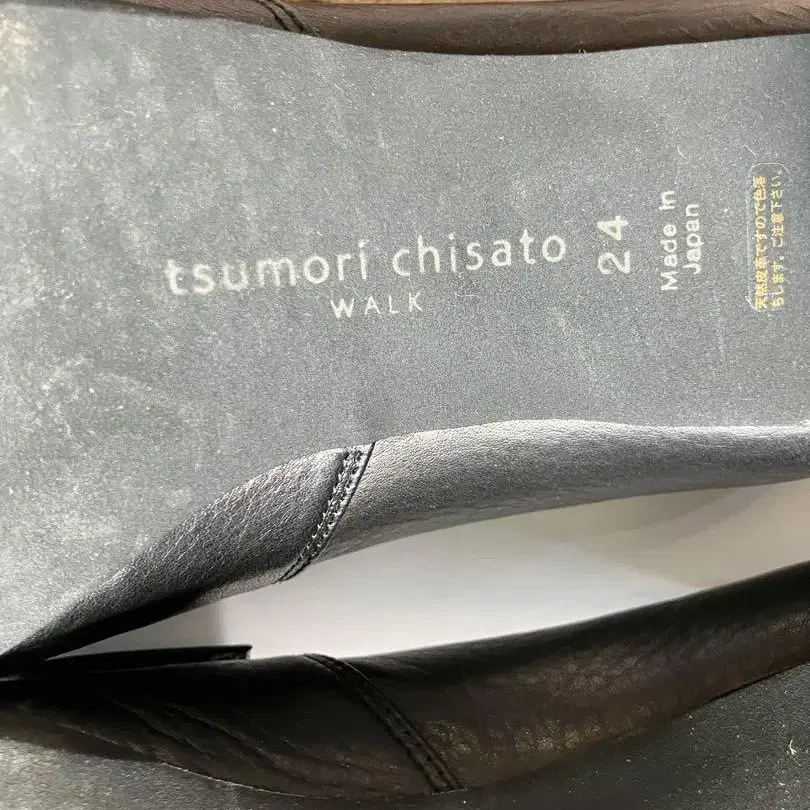 tsumori chisato
WALK
24
Made In
Japan
天然皮革ですので色落
ちします。ご注意下さい。